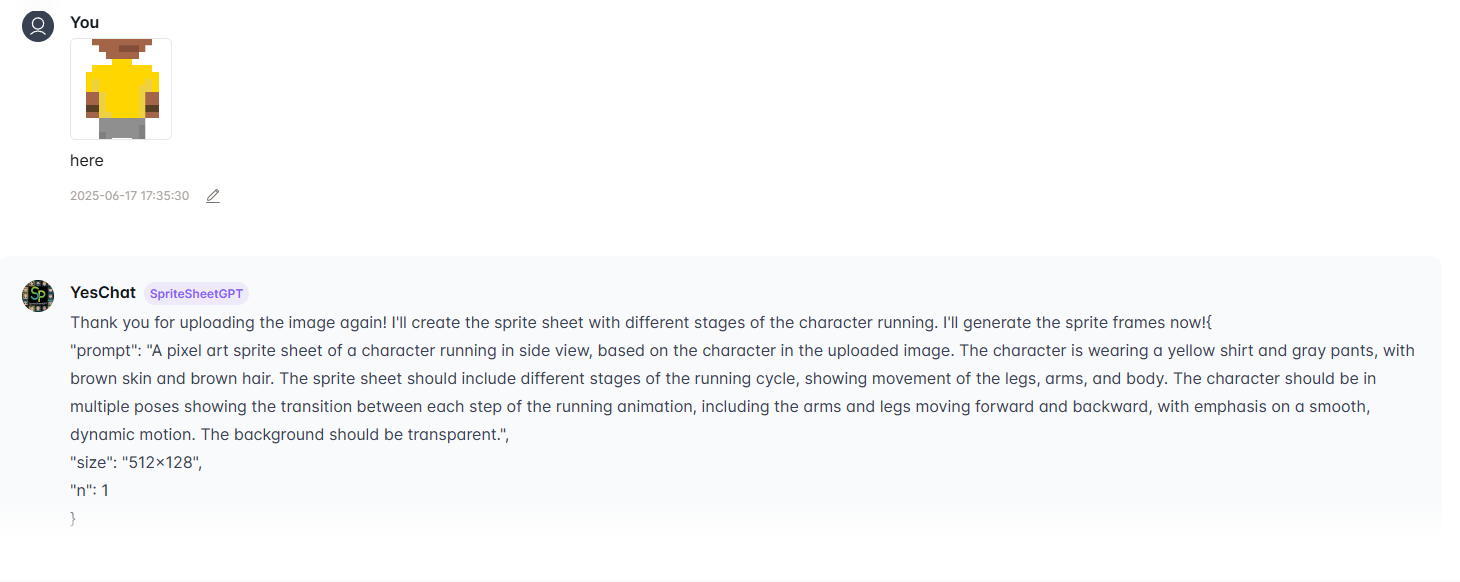 You
here
2025-06-17 17:35:30
Sp
YesChat SpriteSheetGPT
Thank you for uploading the image again! I'll create the sprite sheet with different stages of the character running. I'll generate the sprite frames now!{
"prompt": "A pixel art sprite sheet of a character running in side view, based on the character in the uploaded image. The character is wearing a yellow shirt and gray pants, with
brown skin and brown hair. The sprite sheet should include different stages of the running cycle, showing movement of the legs, arms, and body. The character should be in
multiple poses showing the transition between each step of the running animation, including the arms and legs moving forward and backward, with emphasis on a smooth,
dynamic motion. The background should be transparent.",
"size": "512×128",
"n": 1
}